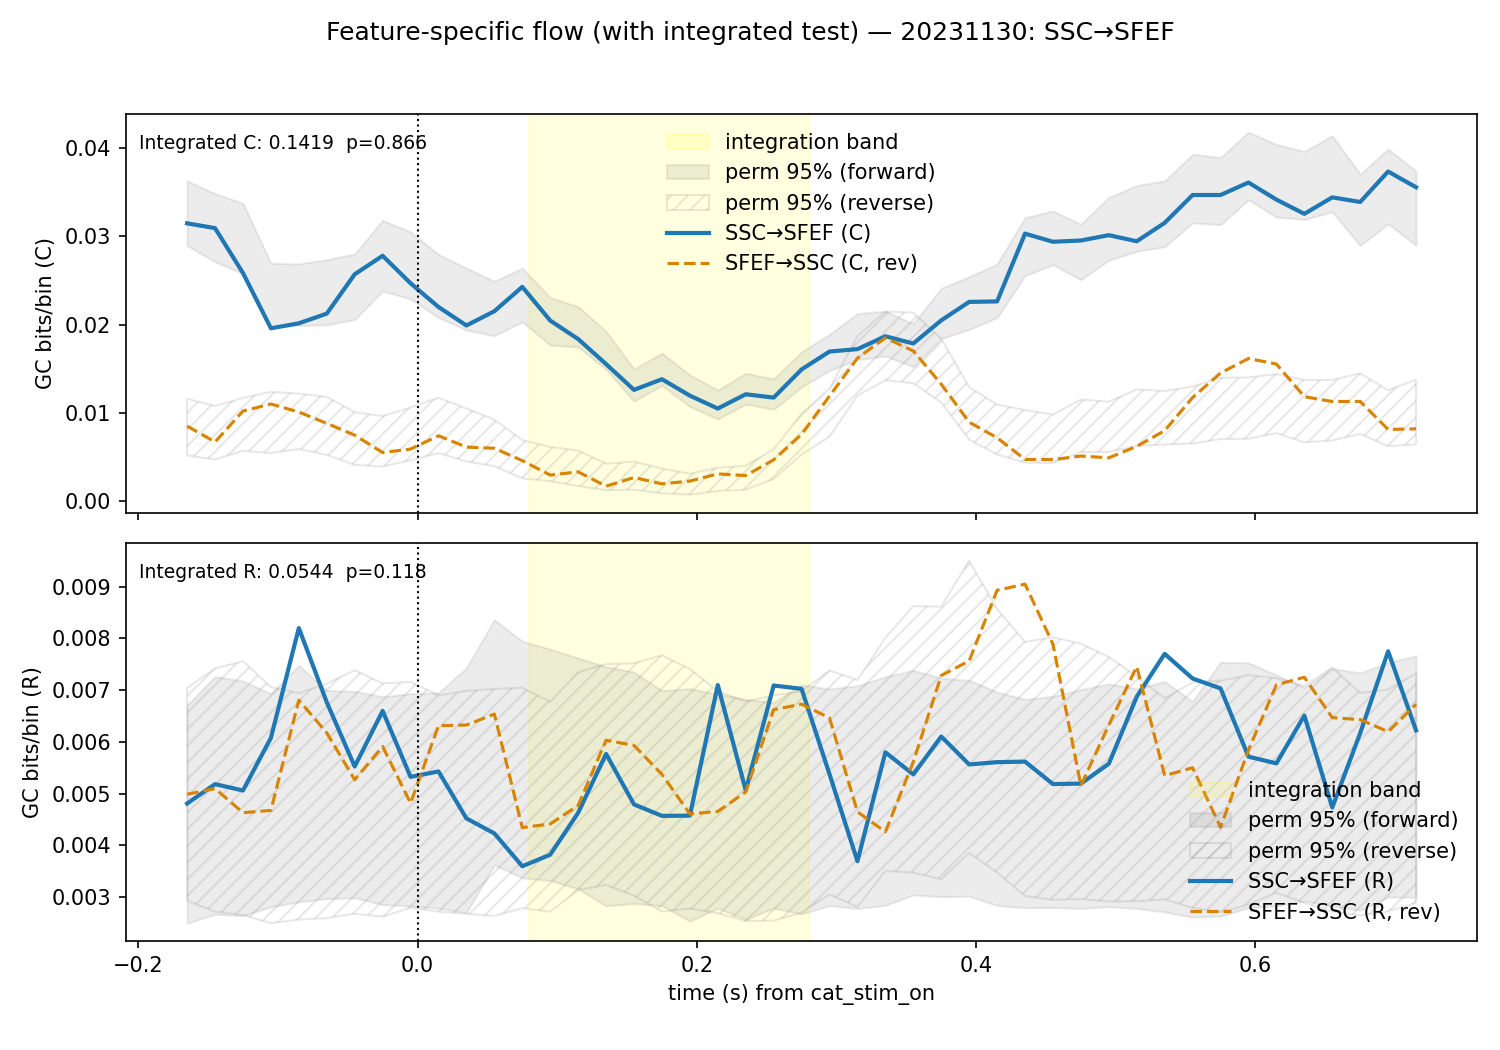 Feature-specific flow (with integrated test) — 20231130: SSC→SFEF
Integrated C: 0.1419  p=0.866
integration band
perm 95% (forward)
perm 95% (reverse)
SSC→SFEF (C)
SFEF→SSC (C, rev)
GC bits/bin (C)
0.04
0.03
0.02
0.01
0.00
Integrated R: 0.0544  p=0.118
GC bits/bin (R)
0.009
0.008
0.007
0.006
0.005
0.004
0.003
integration band
perm 95% (forward)
perm 95% (reverse)
SSC→SFEF (R)
SFEF→SSC (R, rev)
−0.2 0.0 0.2 0.4 0.6
time (s) from cat_stim_on